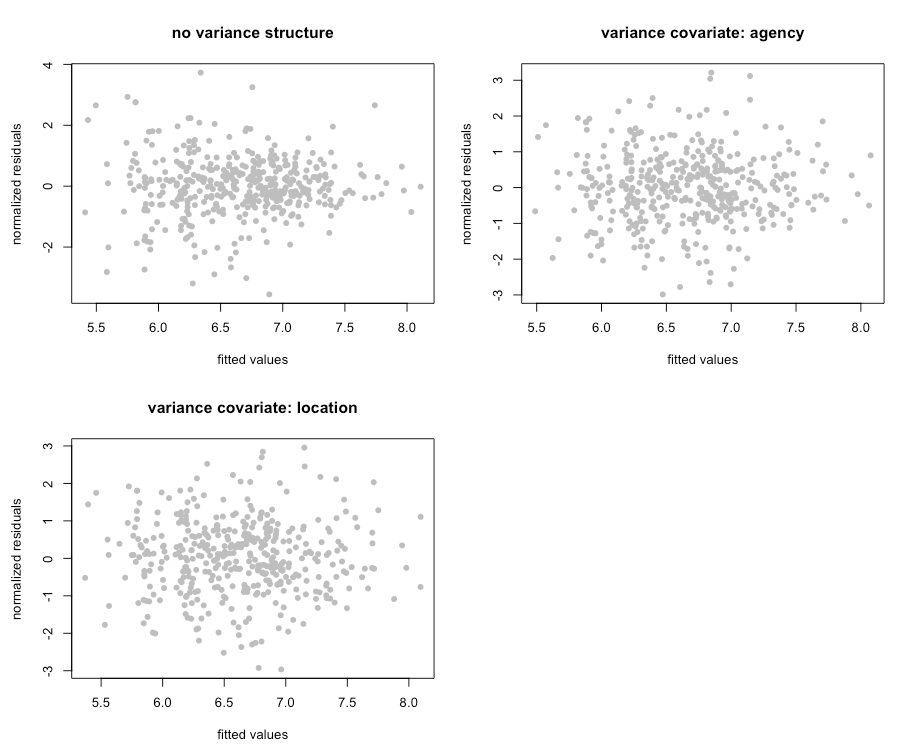 no variance structure
normalized residuals
4
2
0
-2
5.5 6.0 6.5 7.0 7.5 8.0
fitted values
variance covariate: agency
normalized residuals
3
2
1
0
-1
-2
-3
5.5 6.0 6.5 7.0 7.5 8.0
fitted values
variance covariate: location
normalized residuals
3
2
1
0
-1
-2
-3
5.5 6.0 6.5 7.0 7.5 8.0
fitted values